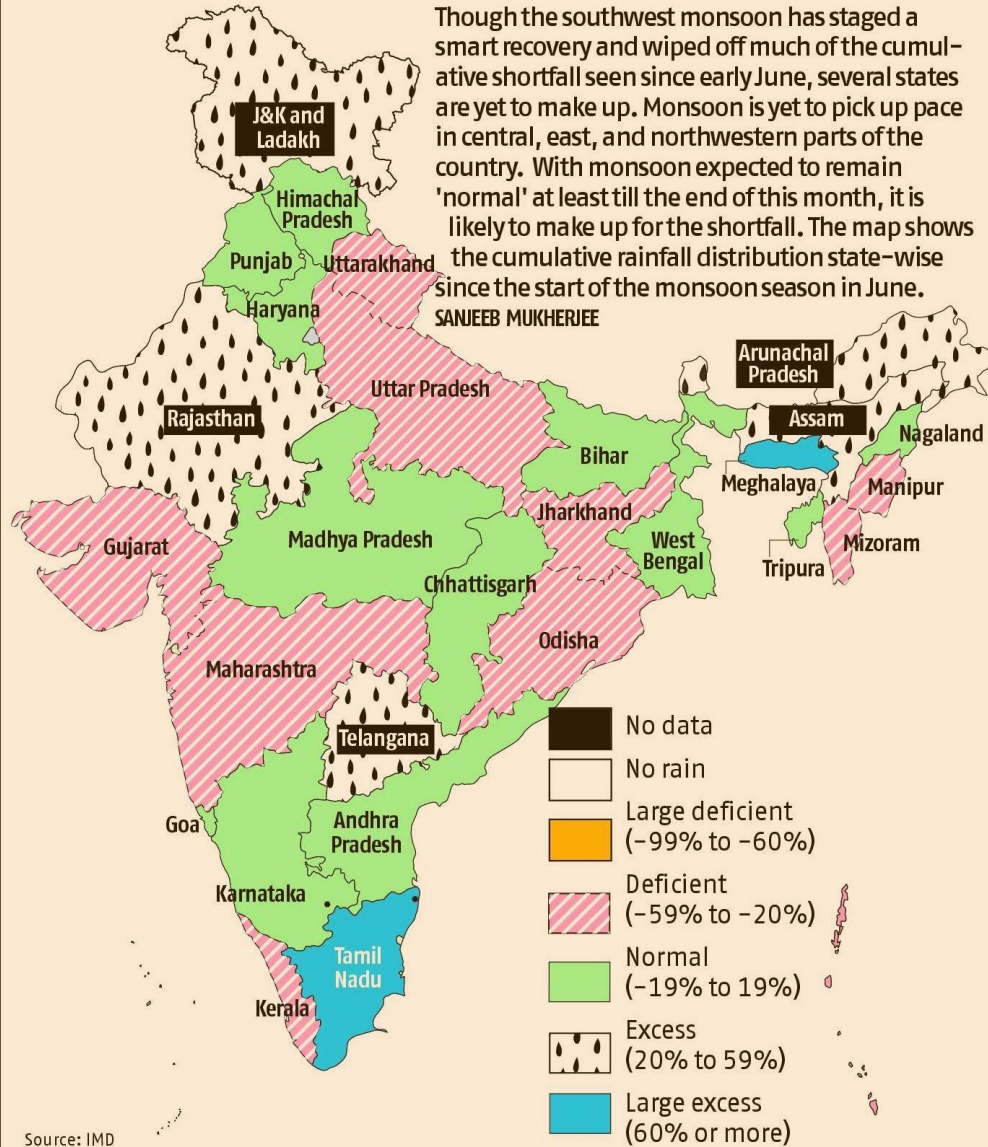 Though the southwest monsoon has staged a
smart recovery and wiped off much of the cumul-
ative shortfall seen since early June, several states
are yet to make up. Monsoon is yet to pick up pace
in central, east, and northwestern parts of the
country. With monsoon expected to remain
'normal' at least till the end of this month, it is
likely to make up for the shortfall. The map shows
the cumulative rainfall distribution state-wise
since the start of the monsoon season in June.
SANJEEB MUKHERJEE
J&K and
Ladakh
Himachal
Pradesh
Punjab
Uttarakhand
Haryana
Uttar Pradesh
Rajasthan
Arunachal
Pradesh
Assam
Nagaland
Bihar
Meghalaya
Manipur
Jharkhand
Gujarat
Madhya Pradesh
West
Bengal
Mizoram
Tripura
Chhattisgarh
Odisha
Maharashtra
Telangana
Goa
Andhra
Pradesh
Karnataka
Tamil
Nadu
Kerala
No data
No rain
Large deficient
(-99% to -60%)
Deficient
(-59% to -20%)
Normal
(-19% to 19%)
Excess
(20% to 59%)
Large excess
(60% or more)
Source: IMD